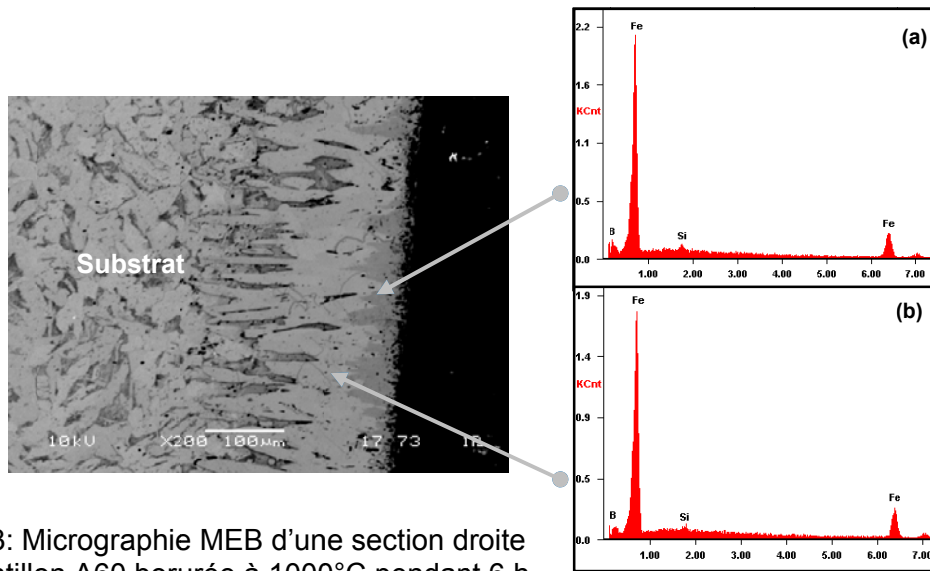 Substrat
10kV X200 100µm 17 73
(a)
Fe
2.2
1.6
KCnt
1.1
0.5
B
Si
Fe
0.0
1.00 2.00 3.00 4.00 5.00 6.00 7.00
(b)
1.9
Fe
1.4
KCnt
0.9
0.5
B
Si
Fe
0.0
1.00 2.00 3.00 4.00 5.00 6.00 7.00
3: Micrographie MEB d'une section droite